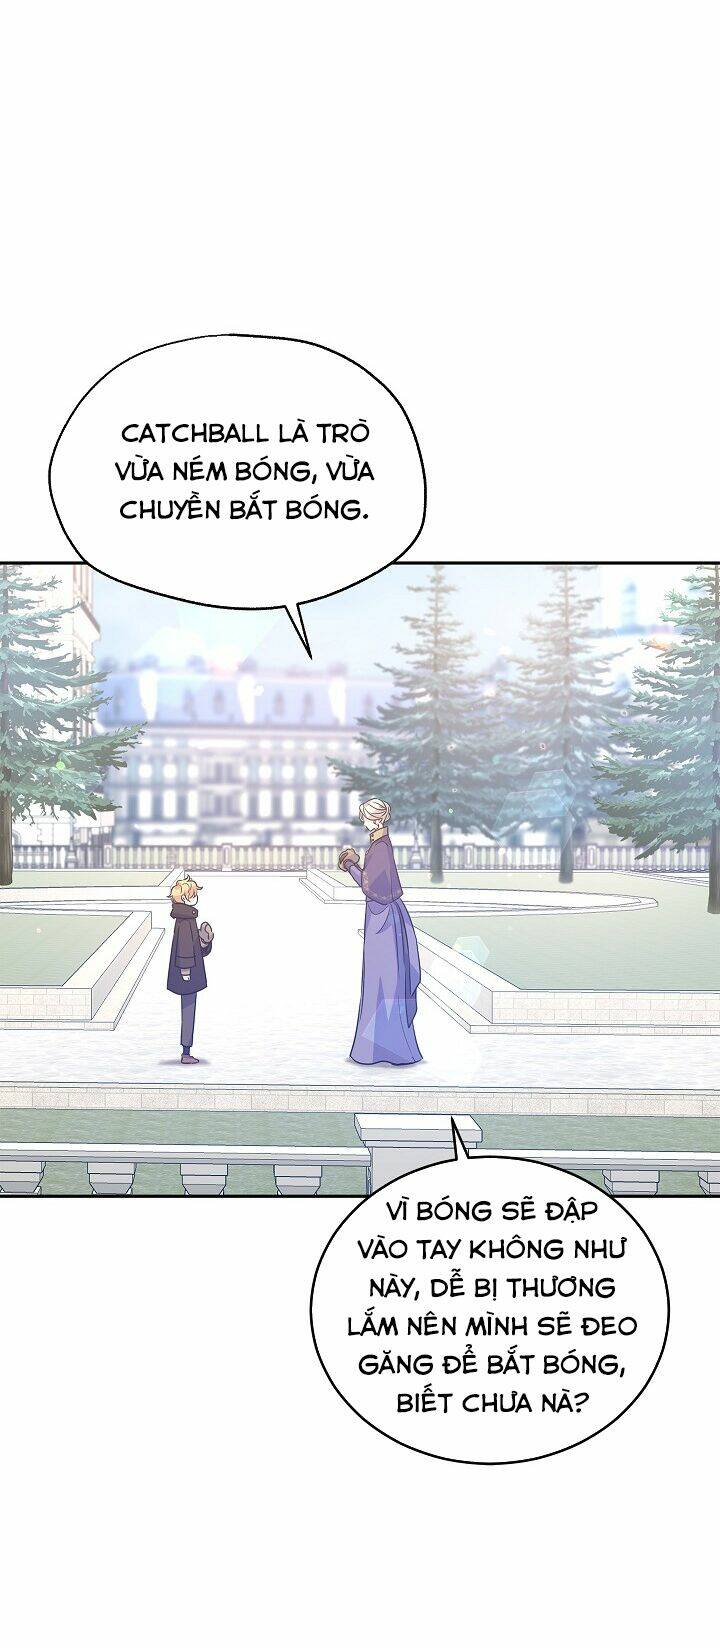 CATCHBALL LÀ TRÒ
VỪA NÉM BÓNG, VỪA
CHUYỀN BẮT BÓNG.
VÌ BÓNG SẼ ĐẬP
VÀO TAY KHÔNG NHƯ
NÀY, DỄ BỊ THƯƠNG
LẮM NÊN MÌNH SẼ ĐEO
GĂNG ĐỂ BẮT BÓNG,
BIẾT CHƯA NÀ?